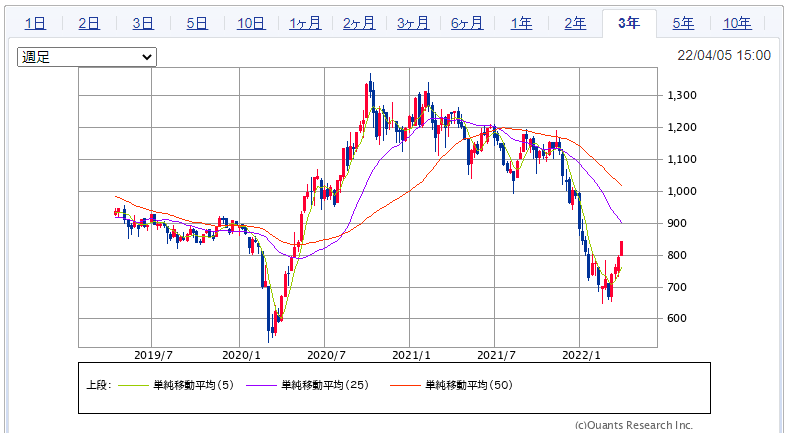 1日 2日 3日 5日 10日 1ヶ月 2ヶ月 3ヶ月 6ヶ月 1年 2年 3年 5年 10年
週足 22/04/05 15:00
1,300
1,200
1,100
1,000
900
800
700
600
2019/7 2020/1 2020/7 2021/1 2021/7 2022/1
上段: 単純移動平均(5) 単純移動平均(25) 単純移動平均(50)
(c)Quants Research Inc.